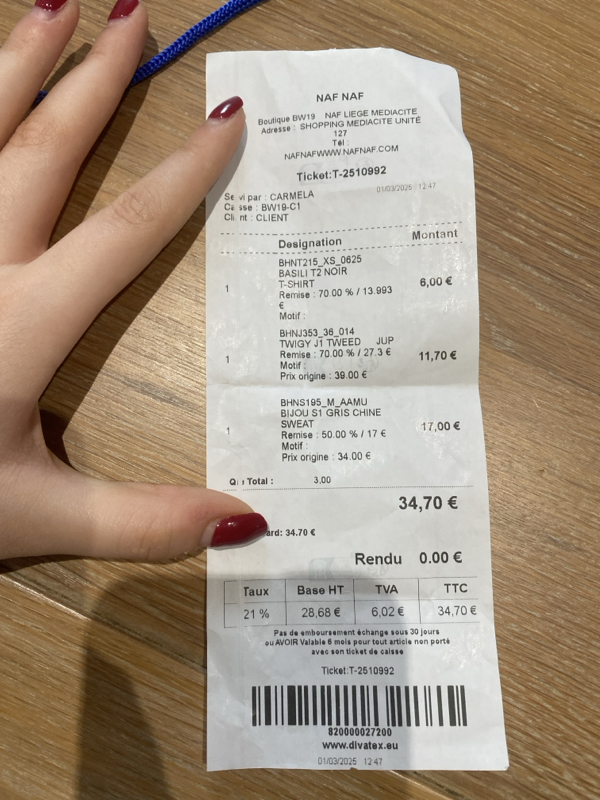 NAF NAF
Boutique BW19 NAF LIEGE MEDIACITE
Adresse : SHOPPING MEDIACITE UNITÉ
127
Tél :
NAFNAFWWW.NAFNAF.COM
Ticket:T-2510992
01/03/2025 12:47
Servi par : CARMELA
Caisse : BW19-C1
Client : CLIENT
Designation Montant
BHNT215_XS_0625
BASILI T2 NOIR
T-SHIRT
1 6,00 €
Remise : 70.00 % / 13.993
€
Motif :
BHNJ353_36_014
TWIGY J1 TWEED JUP
1 Remise : 70.00 % / 27.3 € 11,70 €
Motif :
Prix origine : 39.00 €
BHNS195_M_AAMU
BIJOU S1 GRIS CHINE
SWEAT
1 17,00 €
Remise : 50.00 % / 17 €
Motif :
Prix origine : 34.00 €
Total : 3,00
34,70 €
ard: 34.70 €
Rendu 0.00 €
Taux Base HT TVA TTC
21 % 28,68 € 6,02 € 34,70 €
Pas de emboursement échange sous 30 jours
ou AVOIR Valable 6 mois pour tout article non porté
avec son ticket de caisse
Ticket:T-2510992
820000027200
www.divatex.eu
01/03/2025 12:47